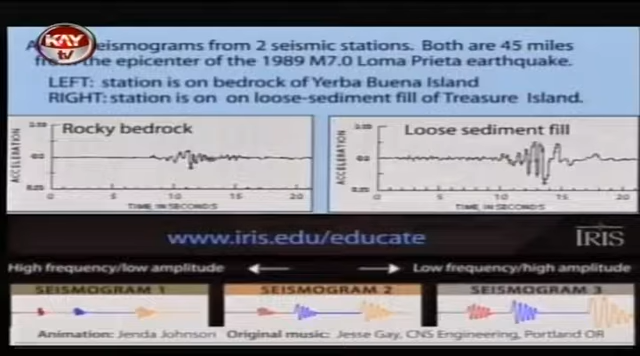 KAY
tv
seismograms from 2 seismic stations. Both are 45 miles
the epicenter of the 1989 M7.0 Loma Prieta earthquake.
LEFT: station is on bedrock of Yerba Buena Island
RIGHT: station is on on loose-sediment fill of Treasure Island.
Rocky bedrock
ACCELERATION
0.0
0 5 10 15 20
TIME, IN SECONDS
Loose sediment fill
ACCELERATION
0.0
0 5 10 15 20
TIME, IN SECONDS
www.iris.edu/educate
IRIS
High frequency/low amplitude
Low frequency/high amplitude
SEISMOGRAM 1
SEISMOGRAM 2
SEISMOGRAM 3
Animation: Jenda Johnson Original music: Jesse Gay, CNS Engineering, Portland OR